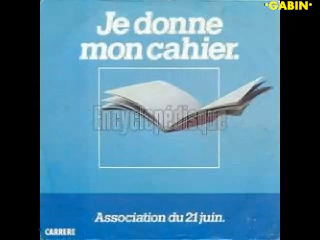 •GABIN•
Je donne
mon cahier.
Encyclopédisque
Association du 21 juin.
CARRERE